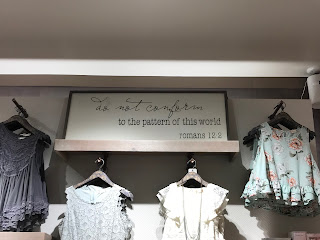 do not conform
to the pattern of this world
romans 12:2